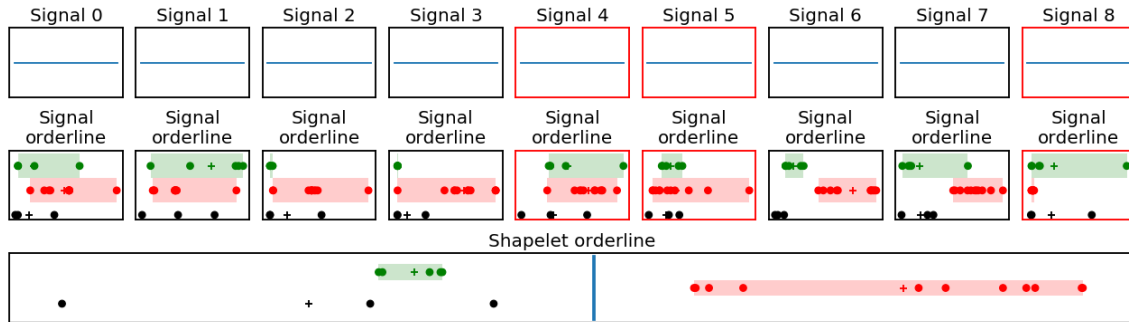 Signal 0 Signal 1 Signal 2 Signal 3 Signal 4 Signal 5 Signal 6 Signal 7 Signal 8
Signal Signal Signal Signal Signal Signal Signal Signal Signal
orderline orderline orderline orderline orderline orderline orderline orderline orderline
Shapelet orderline